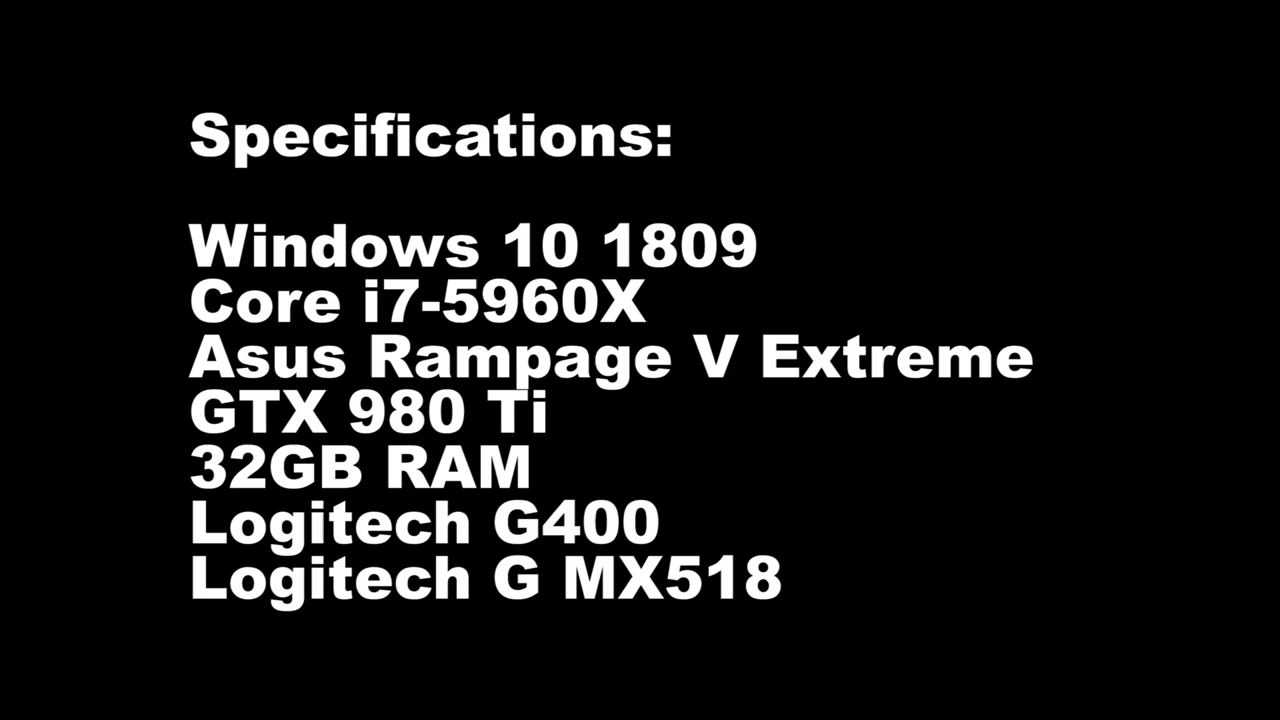 Specifications:
Windows 10 1809
Core i7-5960X
Asus Rampage V Extreme
GTX 980 Ti
32GB RAM
Logitech G400
Logitech G MX518